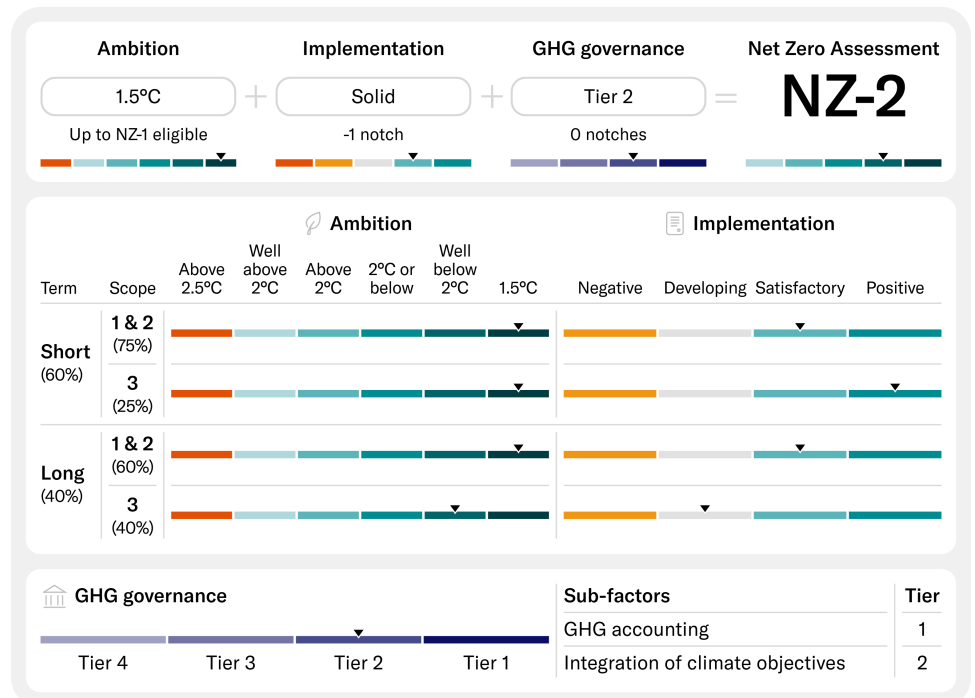 Ambition
Implementation
GHG governance
Net Zero Assessment
1.5°C
+
Solid
+
Tier 2
=
NZ-2
Up to NZ-1 eligible
-1 notch
0 notches
Ambition
Implementation
Term
Scope
Above
2.5°C
Well
above
2°C
Above
2°C
2°C or
below
Well
below
2°C
1.5°C
Negative
Developing
Satisfactory
Positive
Short
(60%)
1 & 2
(75%)
3
(25%)
Long
(40%)
1 & 2
(60%)
3
(40%)
GHG governance
Tier 4
Tier 3
Tier 2
Tier 1
Sub-factors
Tier
GHG accounting
1
Integration of climate objectives
2